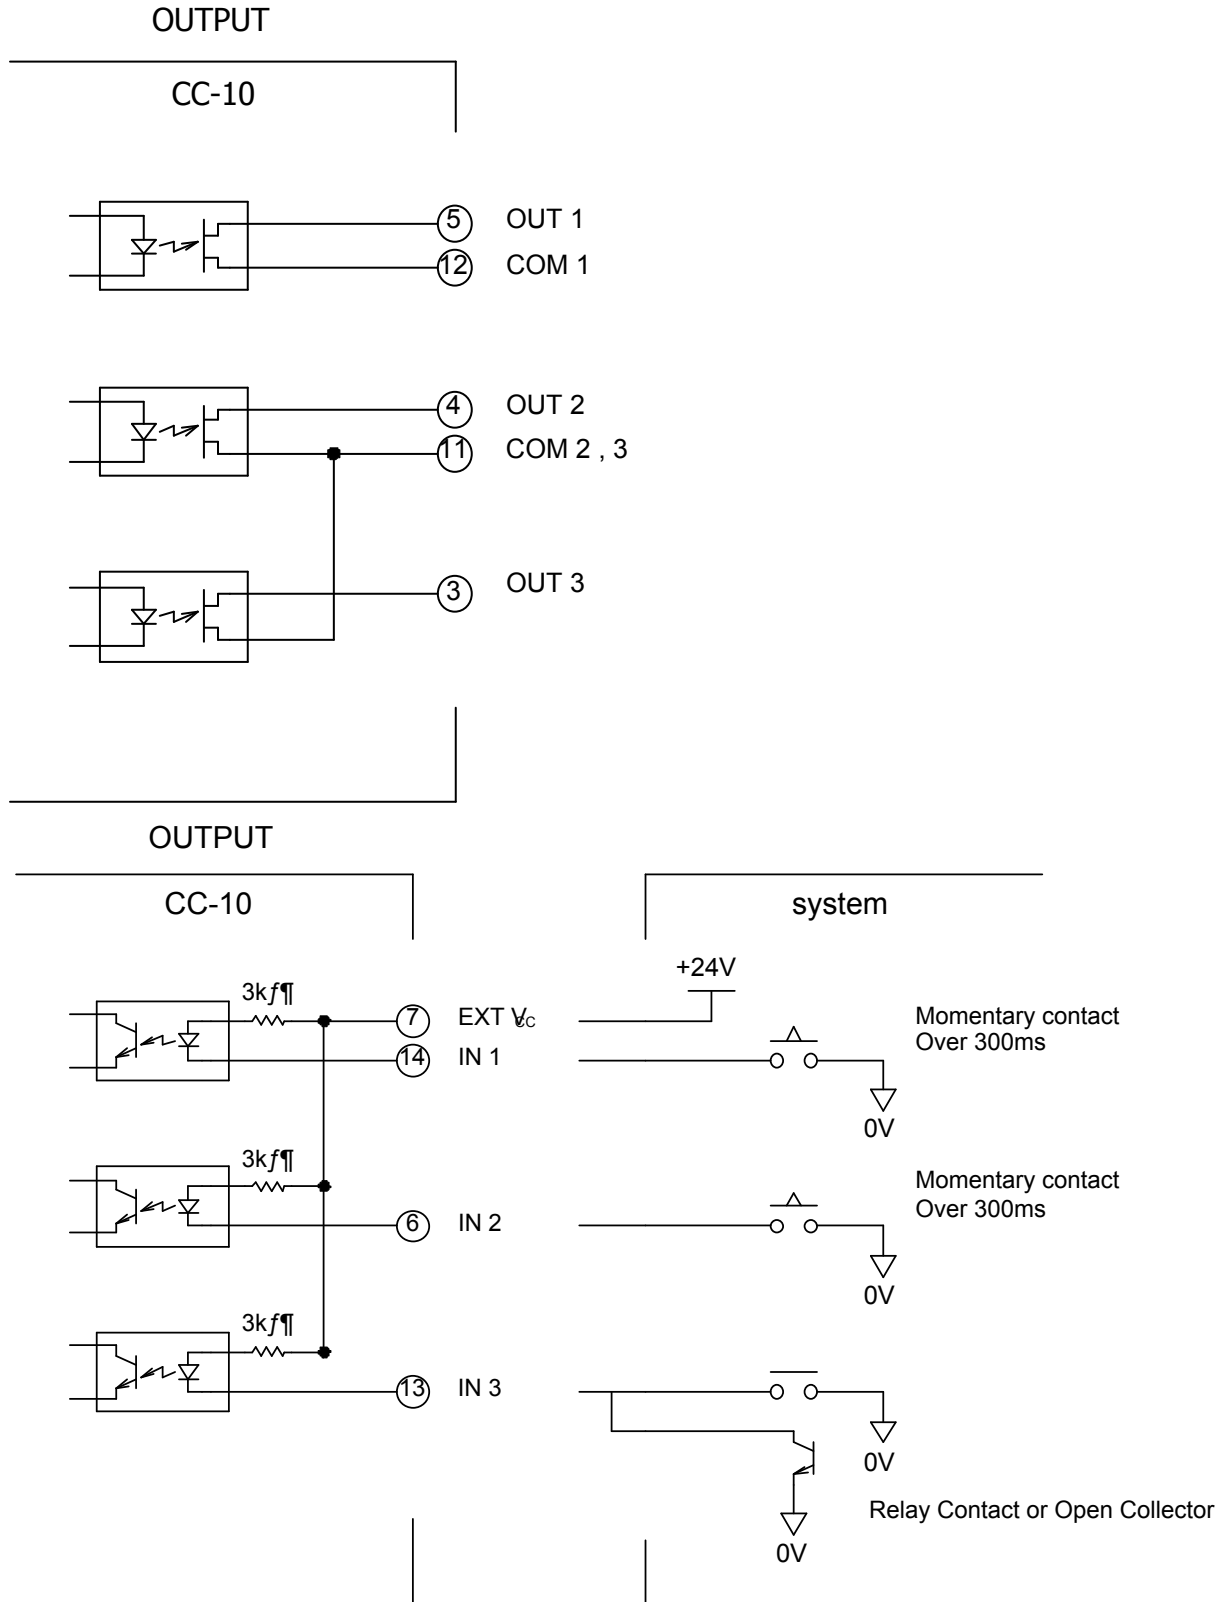 OUTPUT
CC-10
5 OUT 1
12 COM 1
4 OUT 2
11 COM 2 , 3
3 OUT 3
OUTPUT
CC-10
system
+24V
3kƒ¶
7 EXT VCC
Momentary contact
Over 300ms
14 IN 1
0V
3kƒ¶
Momentary contact
Over 300ms
6 IN 2
0V
3kƒ¶
13 IN 3
0V
Relay Contact or Open Collector
0V